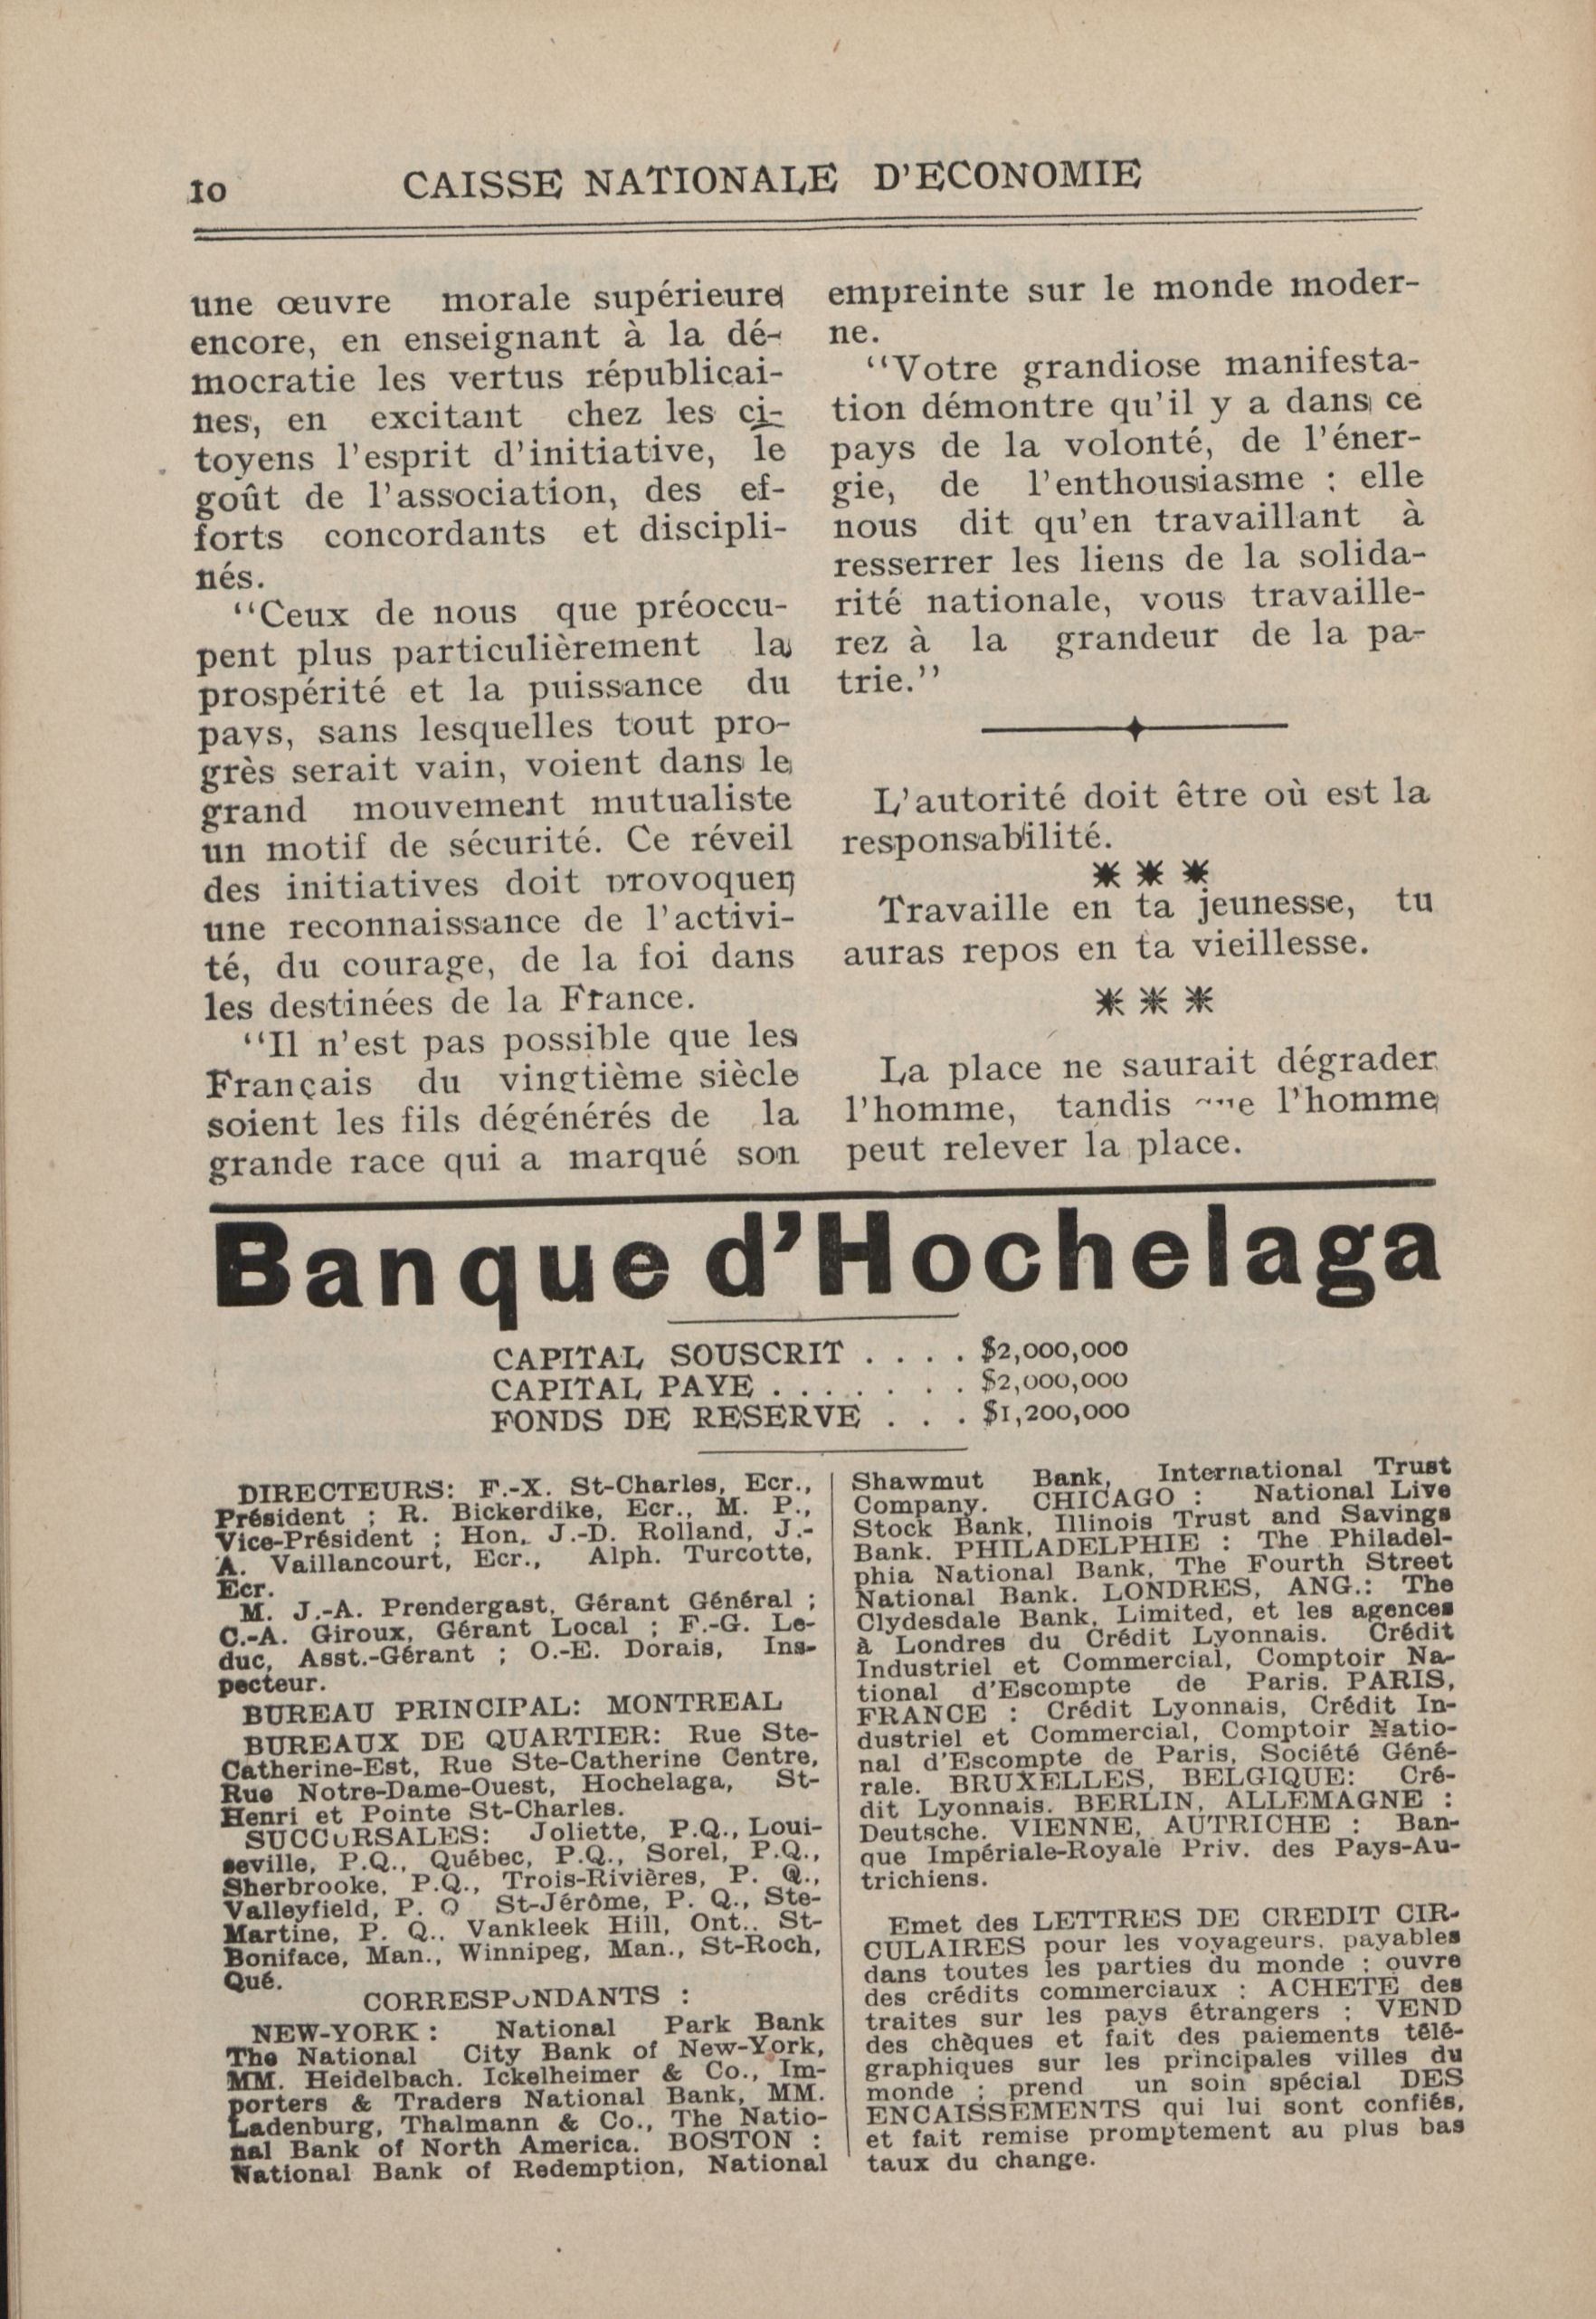 10
CAISSE NATIONALE D'ECONOMIE
une œuvre morale supérieure
encore, en enseignant à la dé-
mocratie les vertus républicai-
nes, en excitant chez les ci-
toyens l'esprit d'initiative, le
goût de l'association, des ef-
forts concordants et discipli-
nés.
"Ceux de nous que préoccu-
pent plus particulièrement la
prospérité et la puissance du
pays, sans lesquelles tout pro-
grès serait vain, voient dans le
grand mouvement mutualiste
un motif de sécurité. Ce réveil
des initiatives doit provoquer
une reconnaissance de l'activi-
té, du courage, de la foi dans
les destinées de la France.
"Il n'est pas possible que les
Français du vingtième siècle
soient les fils dégénérés de la
grande race qui a marqué son
empreinte sur le monde moder-
ne.
"Votre grandiose manifesta-
tion démontre qu'il y a dans ce
pays de la volonté, de l'éner-
gie, de l'enthousiasme ; elle
nous dit qu'en travaillant à
resserrer les liens de la solida-
rité nationale, vous travaille-
rez à la grandeur de la pa-
trie."
L'autorité doit être où est la
responsabilité.
* * *
Travaille en ta jeunesse, tu
auras repos en ta vieillesse.
* * *
La place ne saurait dégrader
l'homme, tandis l'homme
peut relever la place.
Banque d'Hochelaga
CAPITAL SOUSCRIT . . . . $2,000,000
CAPITAL PAYE . . . . . . . $2,000,000
FONDS DE RESERVE . . . $1,200,000
DIRECTEURS: F.-X. St-Charles, Ecr.,
Président ; R. Bickerdike, Ecr., M. P.,
Vice-Président ; Hon. J.-D. Rolland, J.-
A. Vaillancourt, Ecr., Alph. Turcotte,
Ecr.
M. J.-A. Prendergast, Gérant Général ;
C.-A. Giroux, Gérant Local ; F.-G. Le-
duc, Asst.-Gérant ; O.-E. Dorais, Ins-
pecteur.
BUREAU PRINCIPAL: MONTREAL
BUREAUX DE QUARTIER: Rue Ste-
Catherine-Est, Rue Ste-Catherine Centre,
Rue Notre-Dame-Ouest, Hochelaga, St-
Henri et Pointe St-Charles.
SUCCURSALES: Joliette, P.Q., Loui-
seville, P.Q., Québec, P.Q., Sorel, P.Q.,
Sherbrooke, P.Q., Trois-Rivières, P. Q.,
Valleyfield, P. Q St-Jérôme, P. Q., Ste-
Martine, P. Q., Vankleek Hill, Ont.. St-
Boniface, Man., Winnipeg, Man., St-Roch,
Qué.
CORRESPONDANTS :
NEW-YORK : National Park Bank
The National City Bank of New-York,
MM. Heidelbach. Ickelheimer & Co., Im-
porters & Traders National Bank, MM.
Ladenburg, Thalmann & Co., The Natio-
nal Bank of North America. BOSTON :
National Bank of Redemption, National
Shawmut Bank, International Trust
Company. CHICAGO : National Live
Stock Bank, Illinois Trust and Savings
Bank. PHILADELPHIE : The Philadel-
phia National Bank, The Fourth Street
National Bank. LONDRES, ANG.: The
Clydesdale Bank, Limited, et les agences
à Londres du Crédit Lyonnais. Crédit
Industriel et Commercial, Comptoir Na-
tional d'Escompte de Paris. PARIS,
FRANCE : Crédit Lyonnais, Crédit In-
dustriel et Commercial, Comptoir Natio-
nal d'Escompte de Paris, Société Géné-
rale. BRUXELLES, BELGIQUE: Cré-
dit Lyonnais. BERLIN, ALLEMAGNE :
Deutsche. VIENNE, AUTRICHE : Ban-
que Impériale-Royale Priv. des Pays-Au-
trichiens.
Emet des LETTRES DE CREDIT CIR-
CULAIRES pour les voyageurs, payables
dans toutes les parties du monde ; ouvre
des crédits commerciaux : ACHETE des
traites sur les pays étrangers ; VEND
des chèques et fait des paiements télé-
graphiques sur les principales villes du
monde ; prend un soin spécial DES
ENCAISSEMENTS qui lui sont confiés,
et fait remise promptement au plus bas
taux du change.